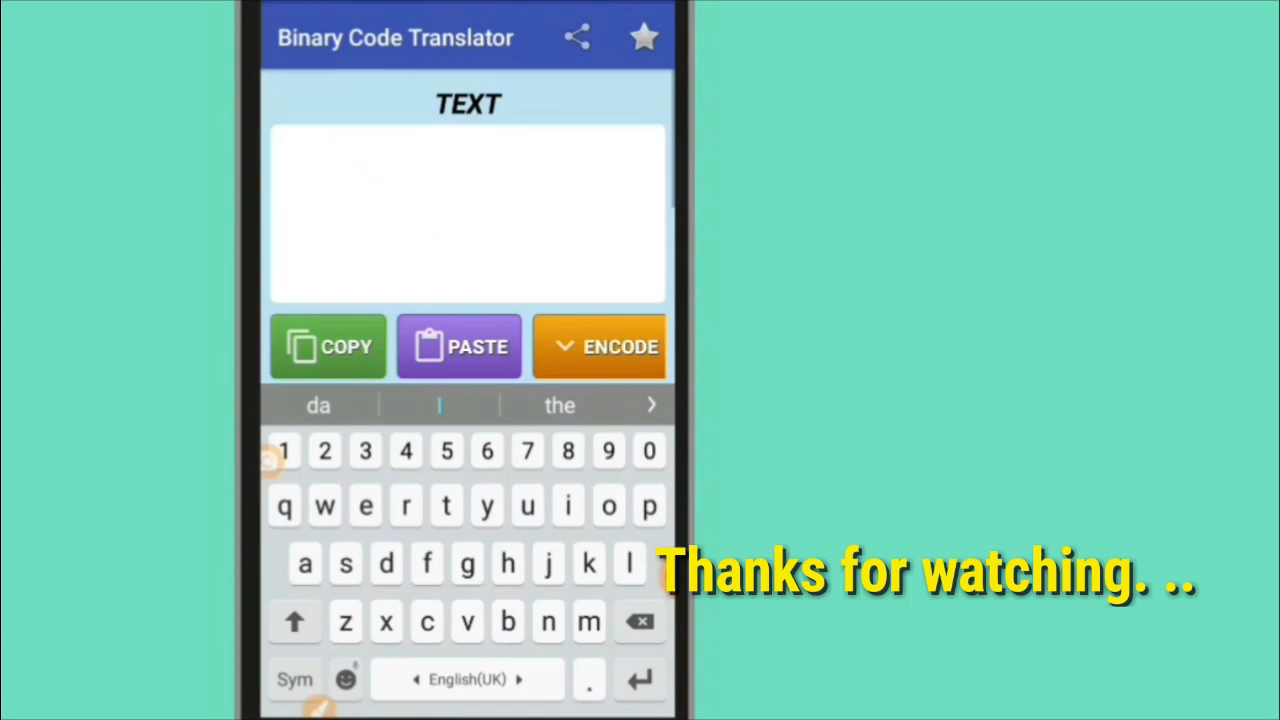 Binary Code Translator
TEXT
COPY PASTE ENCODE
da I the
1 2 3 4 5 6 7 8 9 0
q w e r t y u i o p
a s d f g h j k l
Thanks for watching. ..
z x c v b n m
Sym English(UK) .